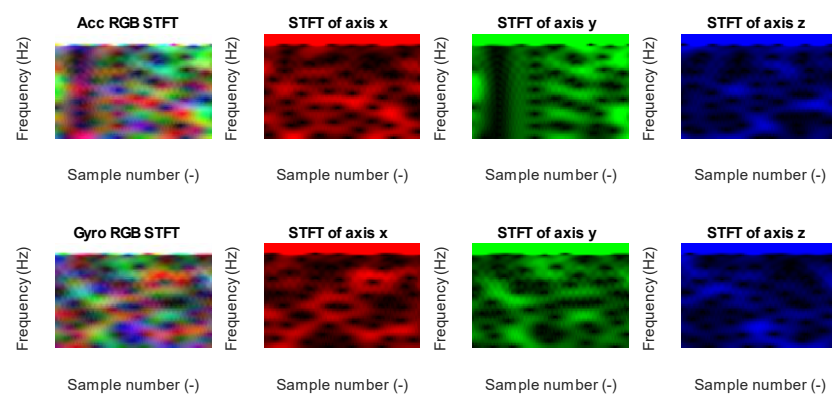 Acc RGB STFT
STFT of axis x
STFT of axis y
STFT of axis z
Frequency (Hz)
Frequency (Hz)
Frequency (Hz)
Frequency (Hz)
Sample number (-)
Sample number (-)
Sample number (-)
Sample number (-)
Gyro RGB STFT
STFT of axis x
STFT of axis y
STFT of axis z
Frequency (Hz)
Frequency (Hz)
Frequency (Hz)
Frequency (Hz)
Sample number (-)
Sample number (-)
Sample number (-)
Sample number (-)